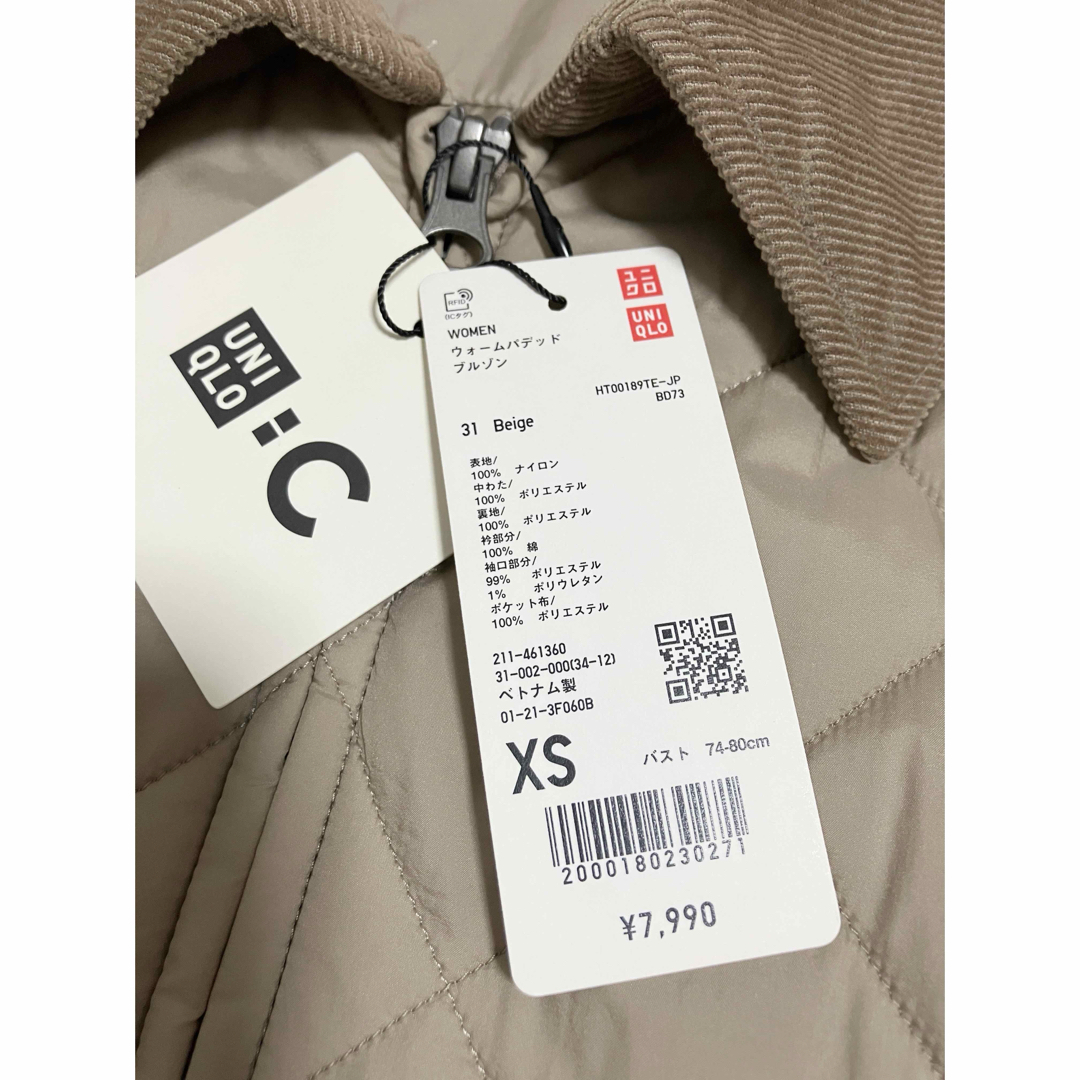 UNI
QLO
:C
RFID
(ICタグ)
ユニ
クロ
UNI
QLO
WOMEN
ウォームパデッド
ブルゾン
HT00189TE-JP
BD73
31 Beige
表地/
100% ナイロン
中わた/
100% ポリエステル
裏地/
100% ポリエステル
衿部分/
100% 綿
袖口部分/
99% ポリエステル
1% ポリウレタン
ポケット布/
100% ポリエステル
211-461360
31-002-000(34-12)
ベトナム製
01-21-3F060B
XS バスト 74-80cm
2000180230271
¥7,990